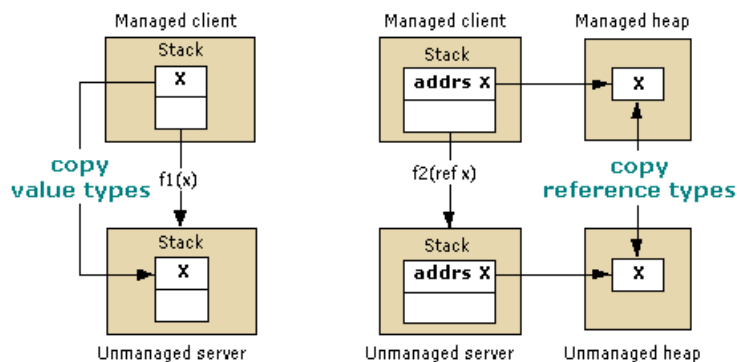 Managed client
Stack
X
copy
value types
f1(x)
Stack
X
Unmanaged server
Managed client
Managed heap
Stack
addrs X
X
f2(ref x)
copy
reference types
Stack
addrs X
X
Unmanaged server
Unmanaged heap